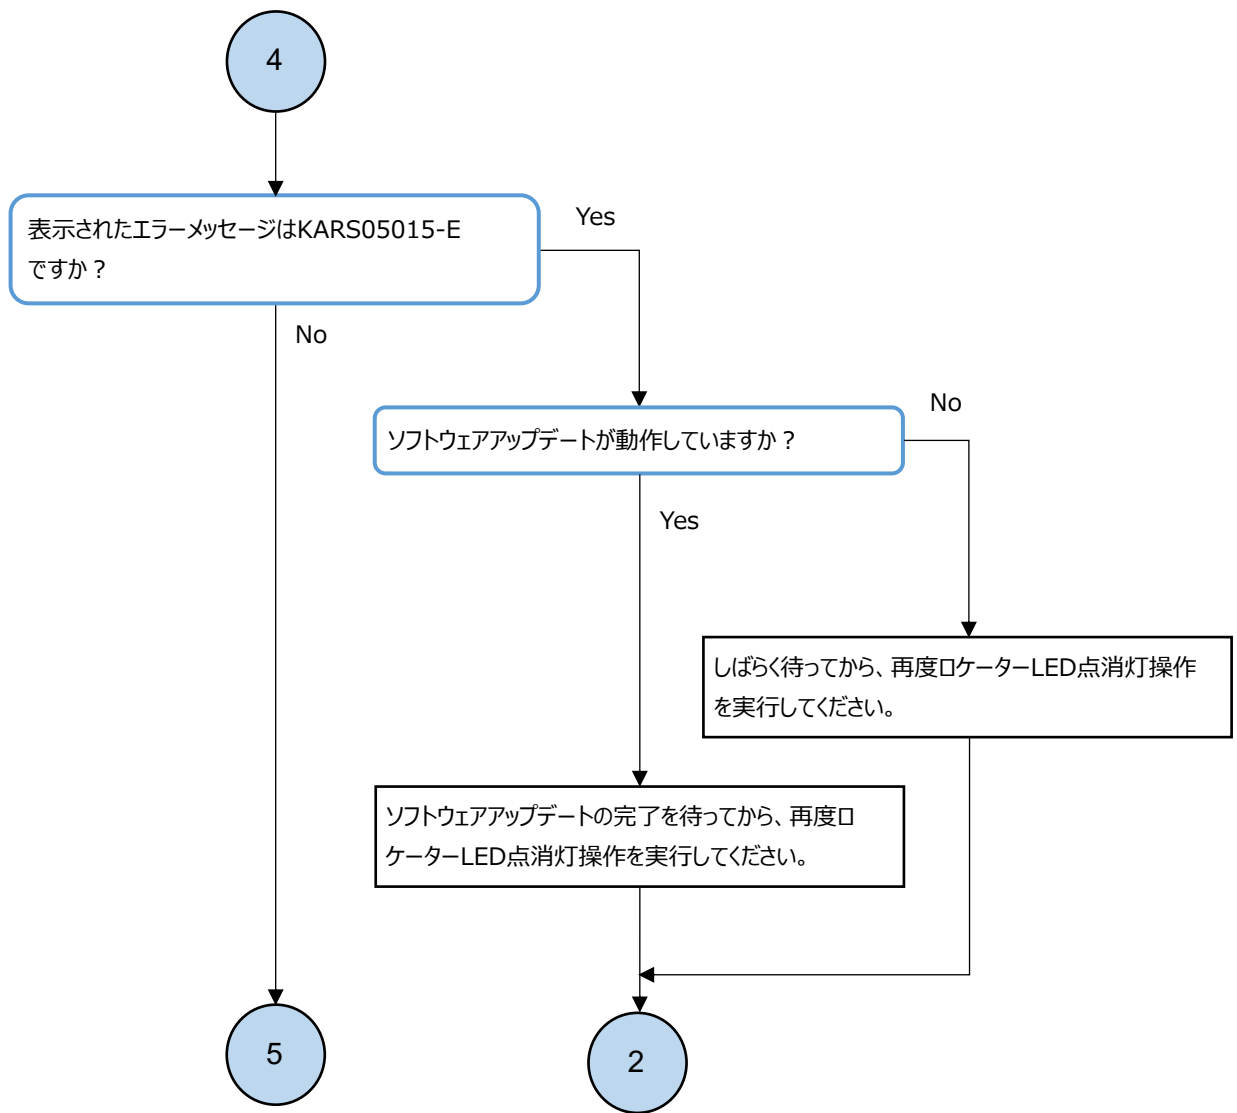 4
表示されたエラーメッセージはKARS05015-E
ですか？
Yes
No
No
ソフトウェアアップデートが動作していますか？
Yes
しばらく待ってから、再度ロケーターLED点消灯操作
を実行してください。
ソフトウェアアップデートの完了を待ってから、再度ロ
ケーターLED点消灯操作を実行してください。
5
2